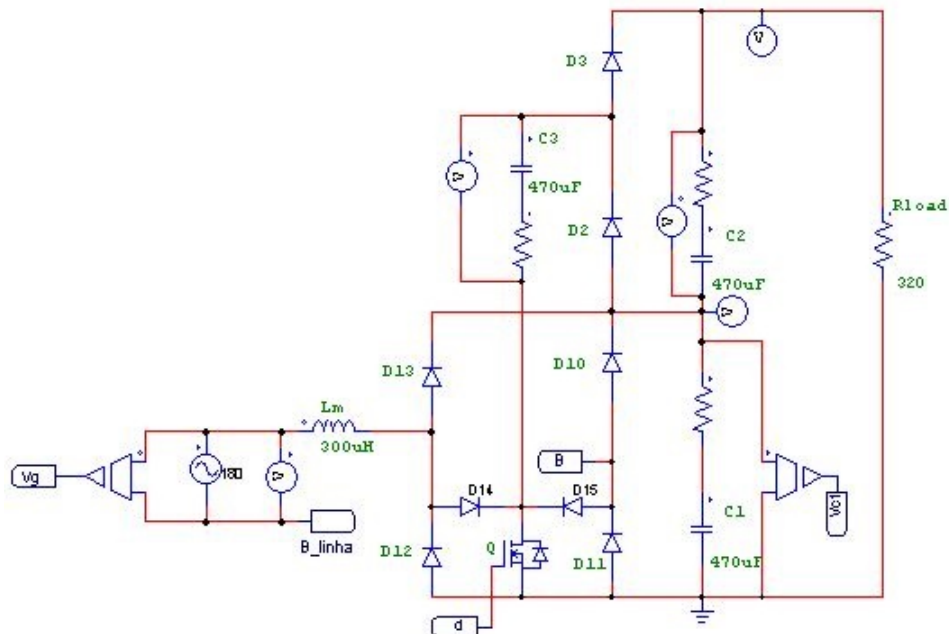 V
D3
C3
V
470uF
V
Rload
D2
C2
470uF
320
V
D13
D10
Lm
300uH
B
Vg
180
V
D14
D15
B_linha
D12
Q
D11
C1
470uF
Vc1
d